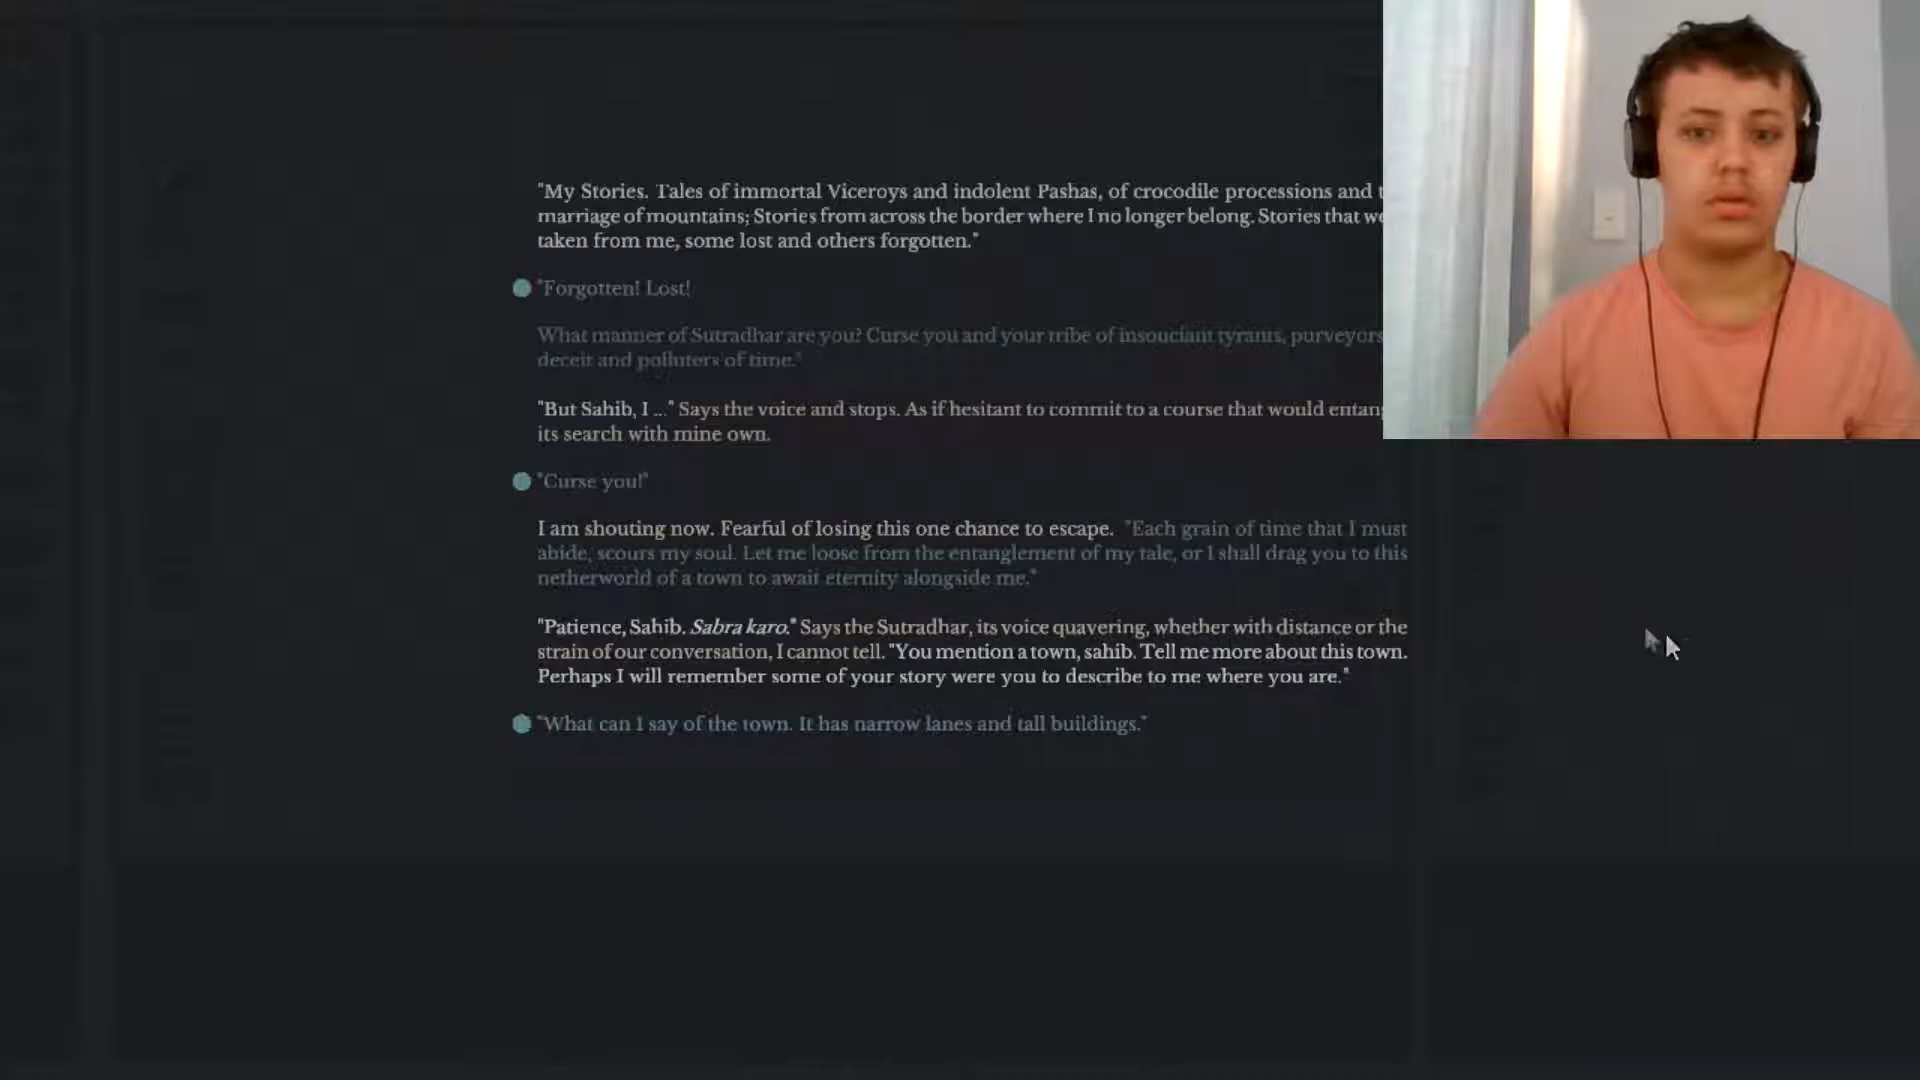 "My Stories. Tales of immortal Viceroys and indolent Pashas, of crocodile processions and
marriage of mountains; Stories from across the border where I no longer belong. Stories that
taken from me, some lost and others forgotten."
"Forgotten! Lost!
What manner of Sutradhar are you? Curse you and your tribe of insouciant tyrants, purveyors
deceit and polluters of time."
"But Sahib, I ..." Says the voice and stops. As if hesitant to commit to a course that would
its search with mine own.
"Curse you!"
I am shouting now. Fearful of losing this one chance to escape. "Each grain of time that I must
abide, scours my soul. Let me loose from the entanglement of my tale, or I shall drag you to this
netherworld of a town to await eternity alongside me."
"Patience, Sahib. Sabra karo." Says the Sutradhar, its voice quavering, whether with distance or the
strain of our conversation, I cannot tell. "You mention a town, sahib. Tell me more about this town.
Perhaps I will remember some of your story were you to describe to me where you are."
"What can I say of the town. It has narrow lanes and tall buildings."